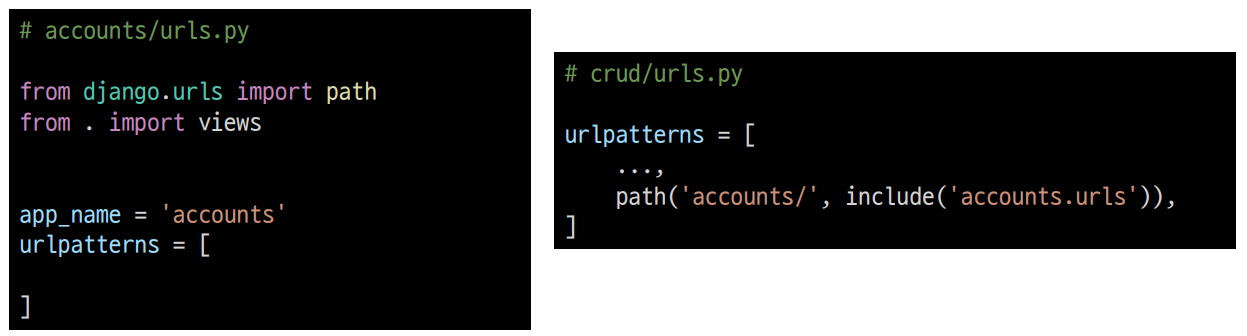 # accounts/urls.py
from django.urls import path
from . import views
app_name = 'accounts'
urlpatterns = [
]
# crud/urls.py
urlpatterns = [
    ...,
    path('accounts/', include('accounts.urls')),
]